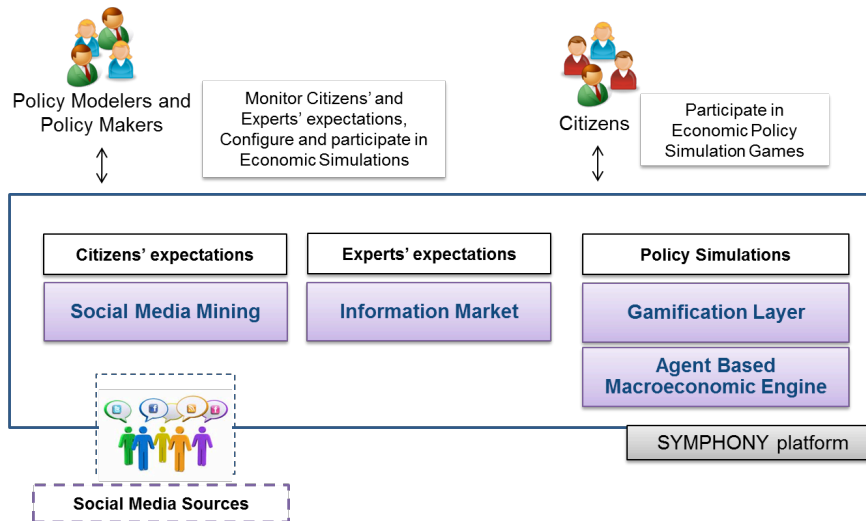 Policy Modelers and
Policy Makers
Monitor Citizens' and
Experts' expectations,
Configure and participate in
Economic Simulations
Citizens
Participate in
Economic Policy
Simulation Games
Citizens' expectations
Experts' expectations
Policy Simulations
Social Media Mining
Information Market
Gamification Layer
Agent Based
Macroeconomic Engine
SYMPHONY platform
Social Media Sources